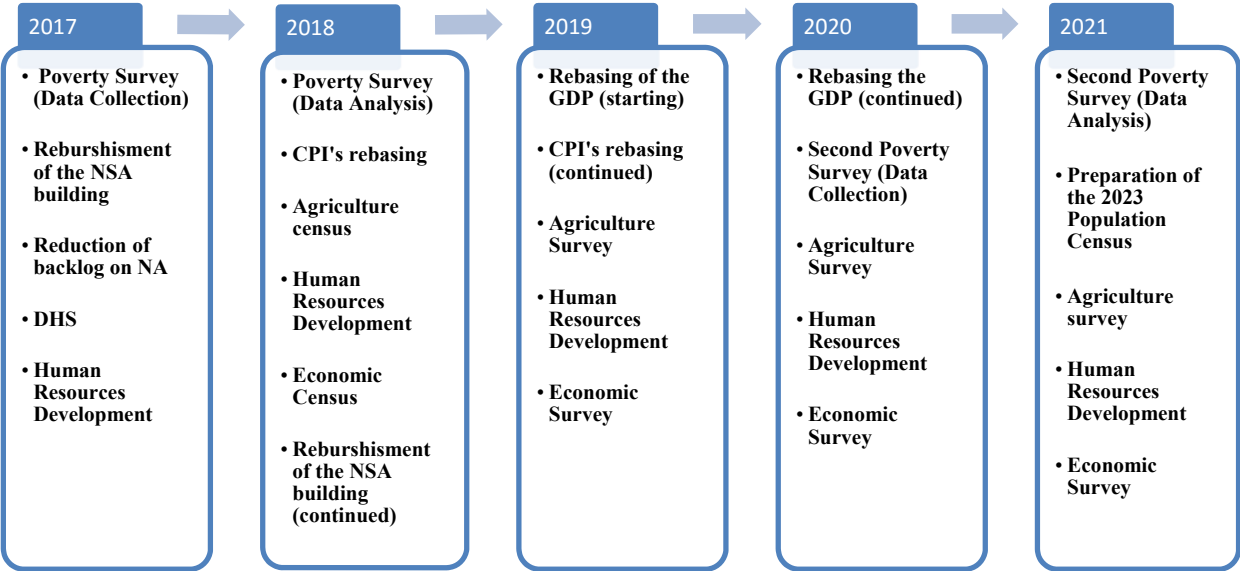 2017
• Poverty Survey
(Data Collection)
• Reburshisment
of the NSA
building
• Reduction of
backlog on NA
• DHS
• Human
Resources
Development
2018
• Poverty Survey
(Data Analysis)
• CPI's rebasing
• Agriculture
census
• Human
Resources
Development
• Economic
Census
• Reburshisment
of the NSA
building
(continued)
2019
• Rebasing of the
GDP (starting)
• CPI's rebasing
(continued)
• Agriculture
Survey
• Human
Resources
Development
• Economic
Survey
2020
• Rebasing the
GDP (continued)
• Second Poverty
Survey (Data
Collection)
• Agriculture
Survey
• Human
Resources
Development
• Economic
Survey
2021
• Second Poverty
Survey (Data
Analysis)
• Preparation of
the 2023
Population
Census
• Agriculture
survey
• Human
Resources
Development
• Economic
Survey